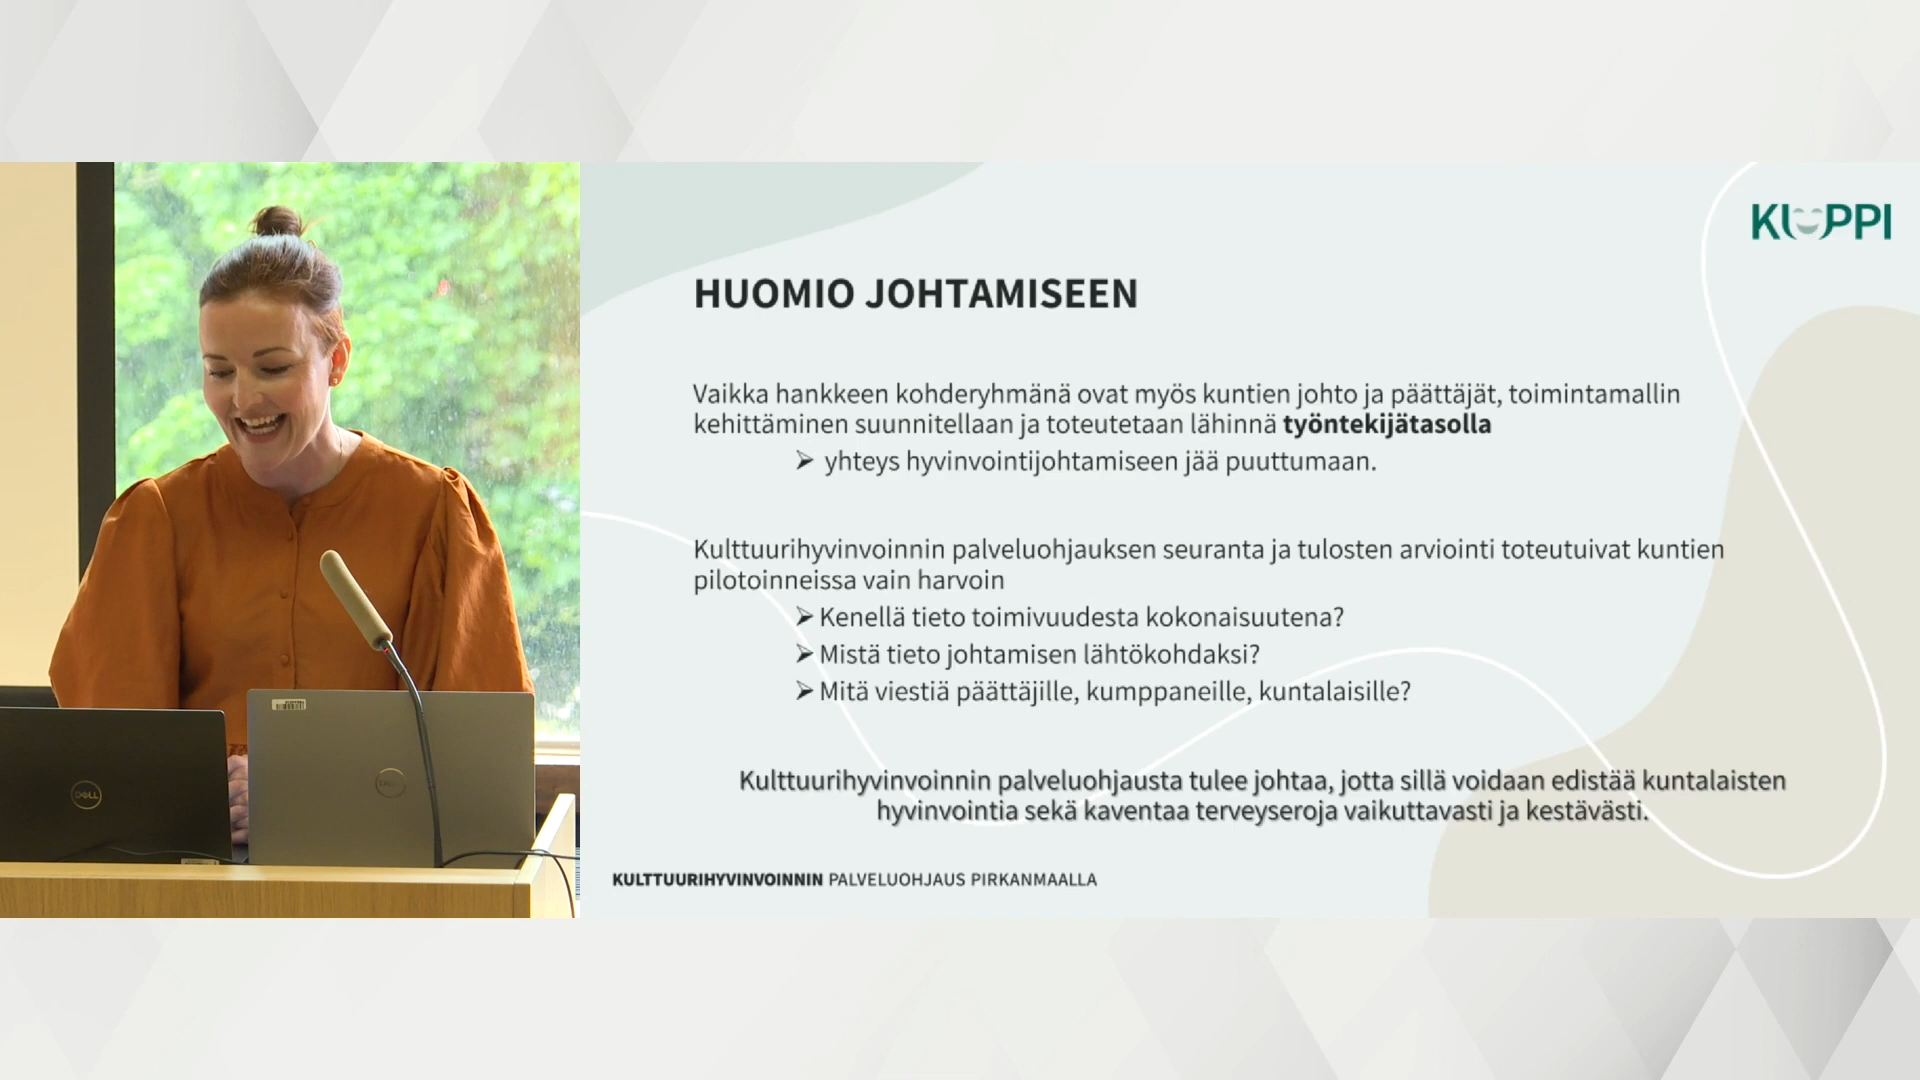 KUPPI
HUOMIO JOHTAMISEEN
Vaikka hankkeen kohderyhmänä ovat myös kuntien johto ja päättäjät, toimintamallin
kehittäminen suunnitellaan ja toteutetaan lähinnä työntekijätasolla
➢ yhteys hyvinvointijohtamiseen jää puuttumaan.
Kulttuurihyvinvoinnin palveluohjauksen seuranta ja tulosten arviointi toteutuivat kuntien
pilotoinneissa vain harvoin
➢ Kenellä tieto toimivuudesta kokonaisuutena?
➢ Mistä tieto johtamisen lähtökohdaksi?
➢ Mitä viestiä päättäjille, kumppaneille, kuntalaisille?
Kulttuurihyvinvoinnin palveluohjausta tulee johtaa, jotta sillä voidaan edistää kuntalaisten
hyvinvointia sekä kaventaa terveyseroja vaikuttavasti ja kestävästi.
KULTTUURIHYVINVOINNIN PALVELUOHJAUS PIRKANMAALLA
DELL
DELL